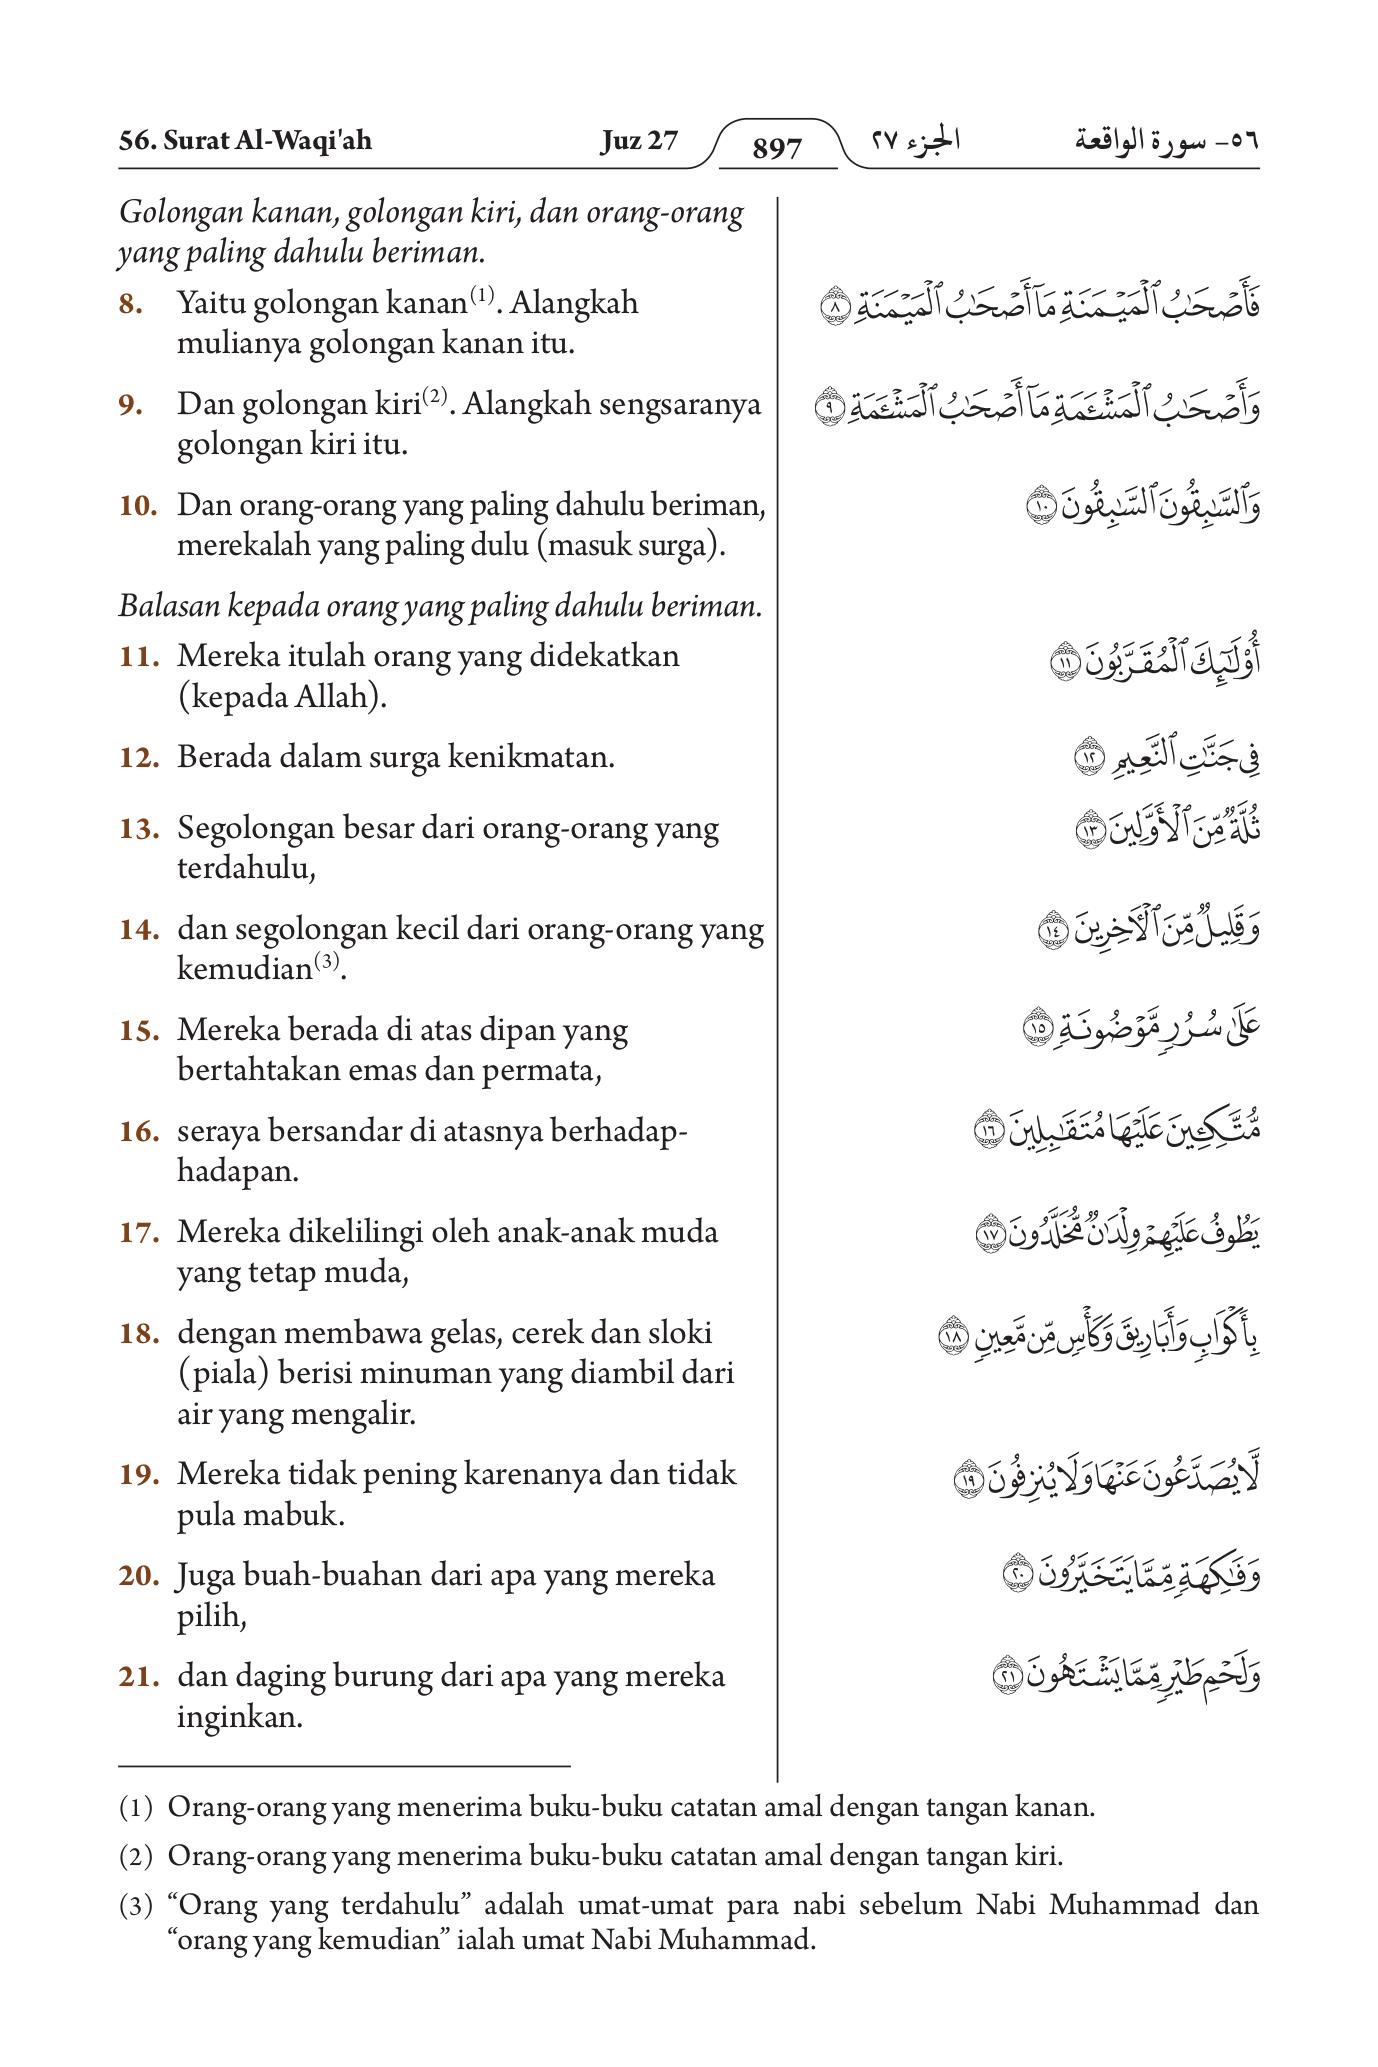 56. Surat Al-Waqi'ah Juz 27 897 الجزء ٢٧ ٥٦- سورة الواقعة
Golongan kanan, golongan kiri, dan orang-orang
yang paling dahulu beriman.
8. Yaitu golongan kanan(1). Alangkah
mulianya golongan kanan itu.
فَأَصْحَٰبُ ٱلْمَيْمَنَةِ مَآ أَصْحَٰبُ ٱلْمَيْمَنَةِ ٨
9. Dan golongan kiri(2). Alangkah sengsaranya
golongan kiri itu.
وَأَصْحَٰبُ ٱلْمَشْـَٔمَةِ مَآ أَصْحَٰبُ ٱلْمَشْـَٔمَةِ ٩
10. Dan orang-orang yang paling dahulu beriman,
merekalah yang paling dulu (masuk surga).
وَٱلسَّٰبِقُونَ ٱلسَّٰبِقُونَ ١٠
Balasan kepada orang yang paling dahulu beriman.
11. Mereka itulah orang yang didekatkan
(kepada Allah).
أُو۟لَٰٓئِكَ ٱلْمُقَرَّبُونَ ١١
12. Berada dalam surga kenikmatan.
فِى جَنَّٰتِ ٱلنَّعِيمِ ١٢
13. Segolongan besar dari orang-orang yang
terdahulu,
ثُلَّةٌ مِّنَ ٱلْأَوَّلِينَ ١٣
14. dan segolongan kecil dari orang-orang yang
kemudian(3).
وَقَلِيلٌ مِّنَ ٱلْءَاخِرِينَ ١٤
15. Mereka berada di atas dipan yang
bertahtakan emas dan permata,
عَلَىٰ سُرُرٍ مَّوْضُونَةٍ ١٥
16. seraya bersandar di atasnya berhadap-
hadapan.
مُّتَّكِـِٔينَ عَلَيْهَا مُتَقَٰبِلِينَ ١٦
17. Mereka dikelilingi oleh anak-anak muda
yang tetap muda,
يَطُوفُ عَلَيْهِمْ وِلْدَٰنٌ مُّخَلَّدُونَ ١٧
18. dengan membawa gelas, cerek dan sloki
(piala) berisi minuman yang diambil dari
air yang mengalir.
بِأَكْوَابٍ وَأَبَارِيقَ وَكَأْسٍ مِّن مَّعِينٍ ١٨
19. Mereka tidak pening karenanya dan tidak
pula mabuk.
لَّا يُصَدَّعُونَ عَنْهَا وَلَا يُنزِفُونَ ١٩
20. Juga buah-buahan dari apa yang mereka
pilih,
وَفَٰكِهَةٍ مِّمَّا يَتَخَيَّرُونَ ٢٠
21. dan daging burung dari apa yang mereka
inginkan.
وَلَحْمِ طَيْرٍ مِّمَّا يَشْتَهُونَ ٢١
(1) Orang-orang yang menerima buku-buku catatan amal dengan tangan kanan.
(2) Orang-orang yang menerima buku-buku catatan amal dengan tangan kiri.
(3) “Orang yang terdahulu” adalah umat-umat para nabi sebelum Nabi Muhammad dan
“orang yang kemudian” ialah umat Nabi Muhammad.